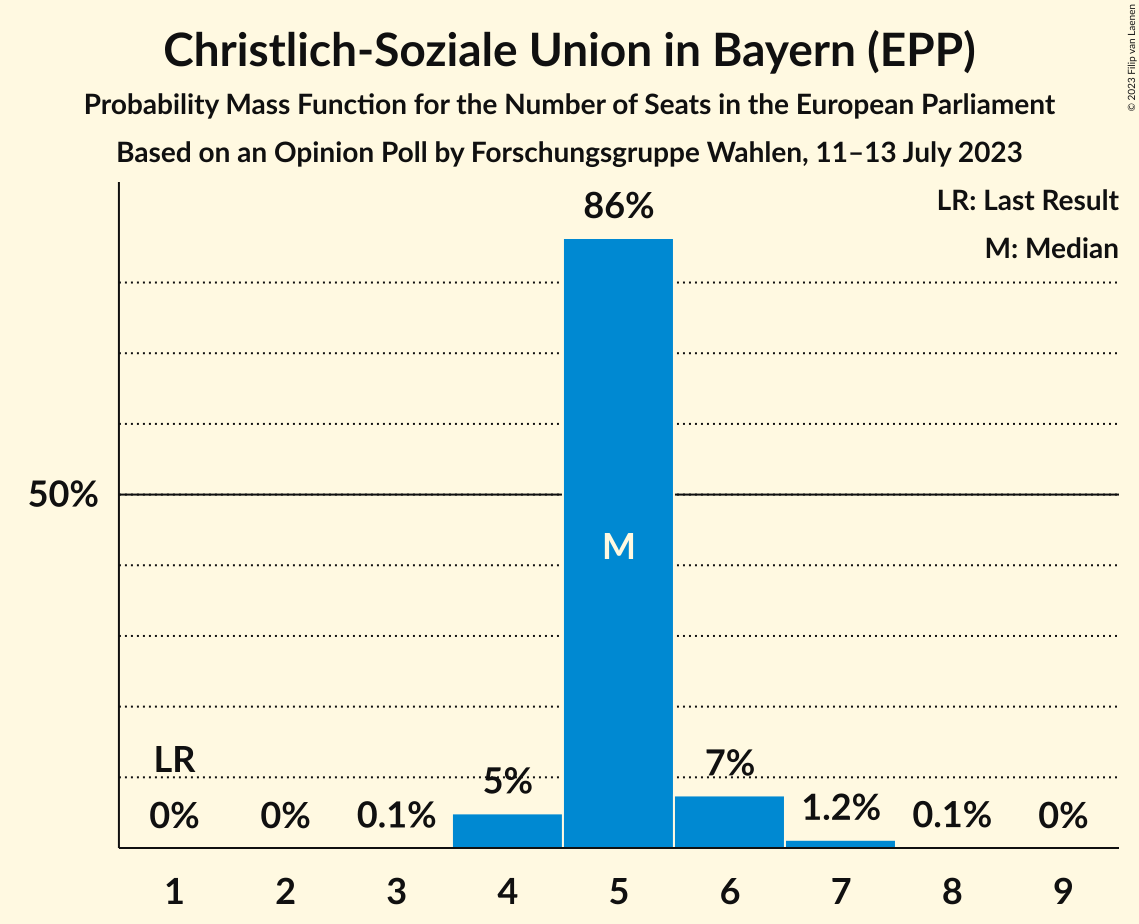 Christlich-Soziale Union in Bayern (EPP)
Probability Mass Function for the Number of Seats in the European Parliament
Based on an Opinion Poll by Forschungsgruppe Wahlen, 11–13 July 2023
© 2023 Filip van Laenen
LR: Last Result
M: Median
86%
50%
M
LR
0%
0%
0.1%
5%
7%
1.2%
0.1%
0%
1 2 3 4 5 6 7 8 9